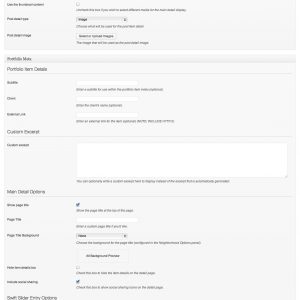 Use the thumbnail content
Uncheck this box if you wish to select different media for the main detail display.
Post detail type
Image
Choose what will be used for the post item detail.
Post detail image
Select or Upload Images
The image that will be used as the post detail image.
Portfolio Meta
Portfolio Item Details
Subtitle
Enter a subtitle for use within the portfolio item index (optional).
Client
Enter the client's name (optional).
External Link
Enter an external link for the item (optional) (NOTE: INCLUDE HTTP://).
Custom Excerpt
Custom excerpt
You can optionally write a custom excerpt here to display instead of the excerpt that is automatically generated.
Main Detail Options
Show page title
Show the page title at the top of the page.
Page Title
Enter a custom page title if you'd like.
Page Title Background
None
Choose the background for the page title (configured in the Neighborhood Options panel).
Alt Background Preview
Hide item details bar
Check this box to hide the item details on the detail page.
Include social sharing
Check this box to show social sharing icons on the detail page.
Swift Slider Entry Options